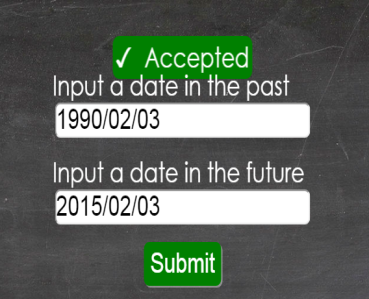 ✓ Accepted
Input a date in the past
1990/02/03
Input a date in the future
2015/02/03
Submit